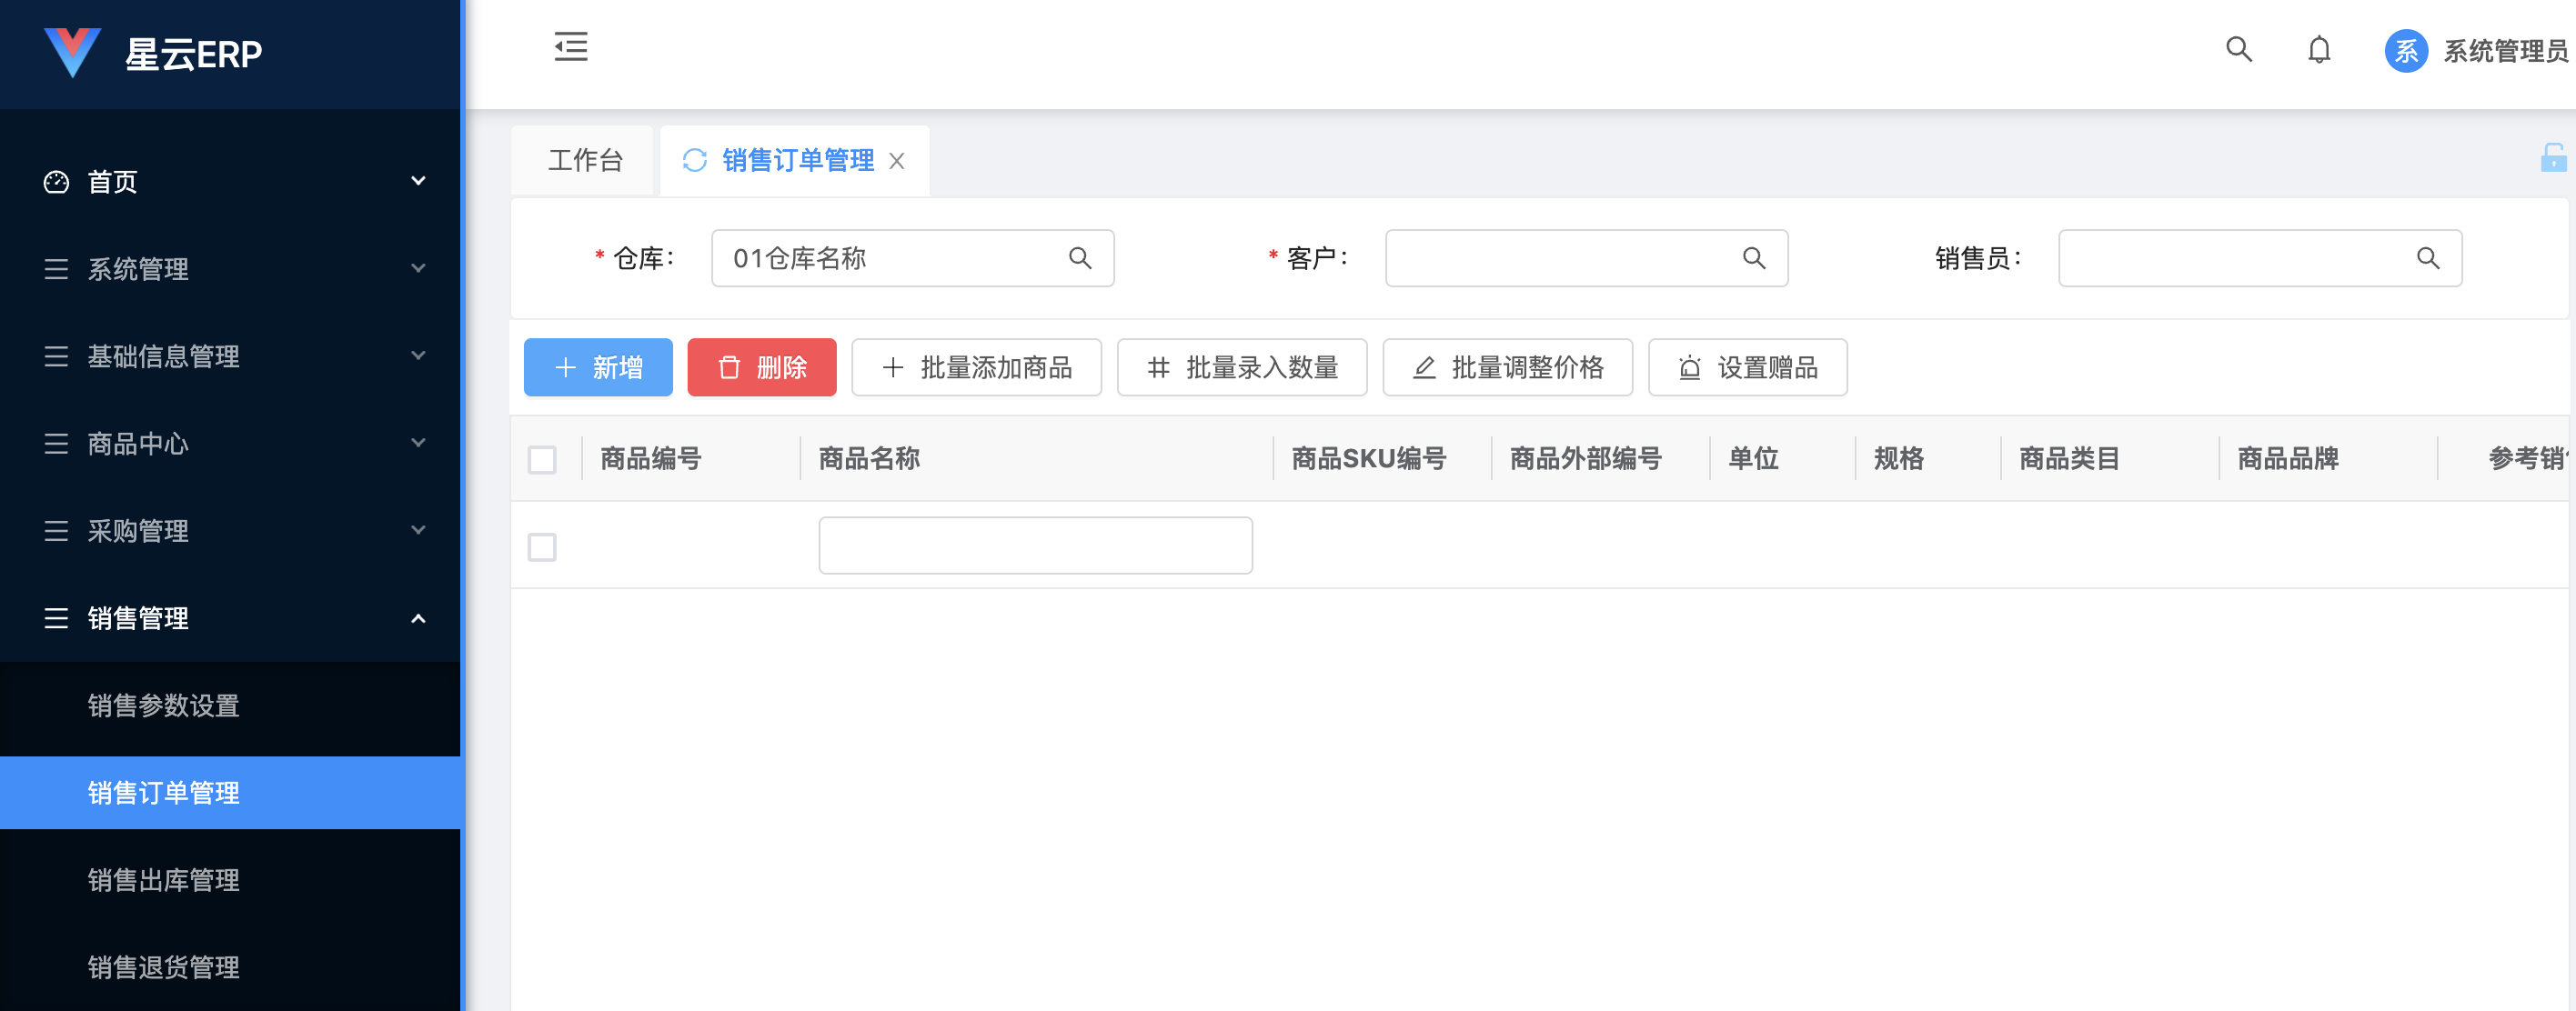 星云ERP
系 系统管理员
首页
系统管理
基础信息管理
商品中心
采购管理
销售管理
销售参数设置
销售订单管理
销售出库管理
销售退货管理
工作台 销售订单管理
* 仓库： 01仓库名称 * 客户： 销售员：
新增 删除 批量添加商品 批量录入数量 批量调整价格 设置赠品
商品编号 商品名称 商品SKU编号 商品外部编号 单位 规格 商品类目 商品品牌 参考销